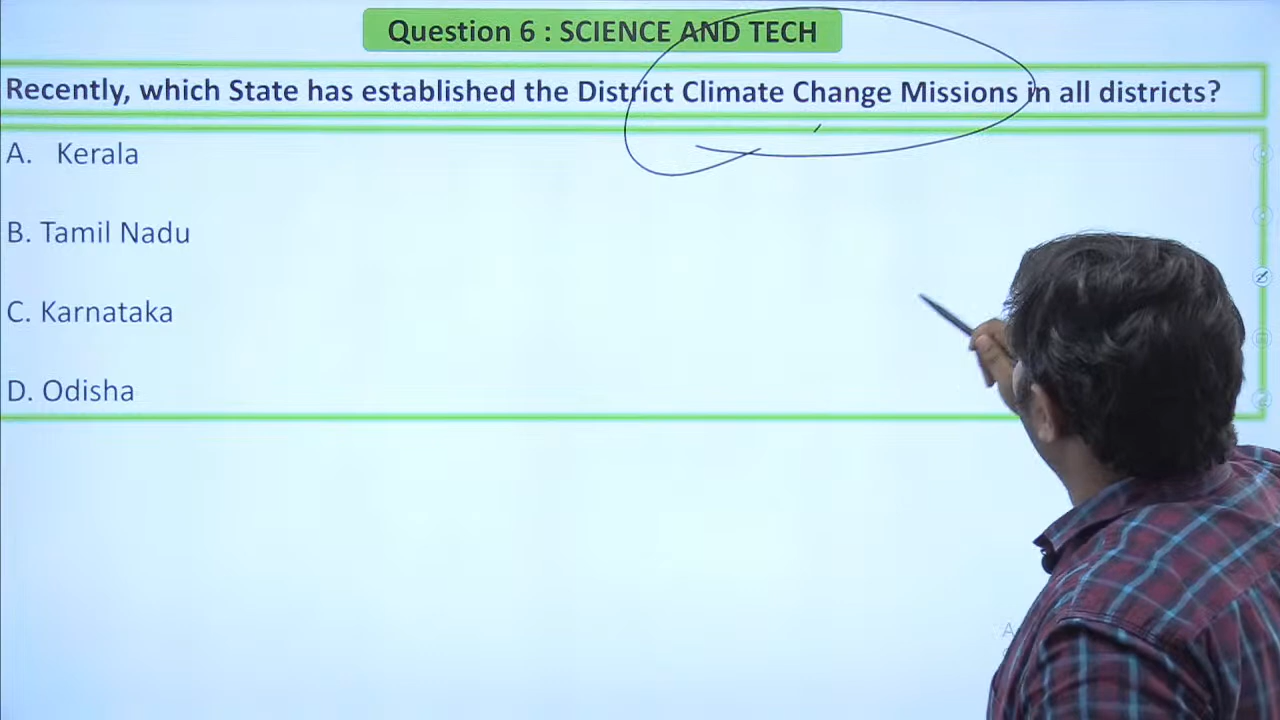 Question 6 : SCIENCE AND TECH
Recently, which State has established the District Climate Change Missions in all districts?
A. Kerala
B. Tamil Nadu
C. Karnataka
D. Odisha